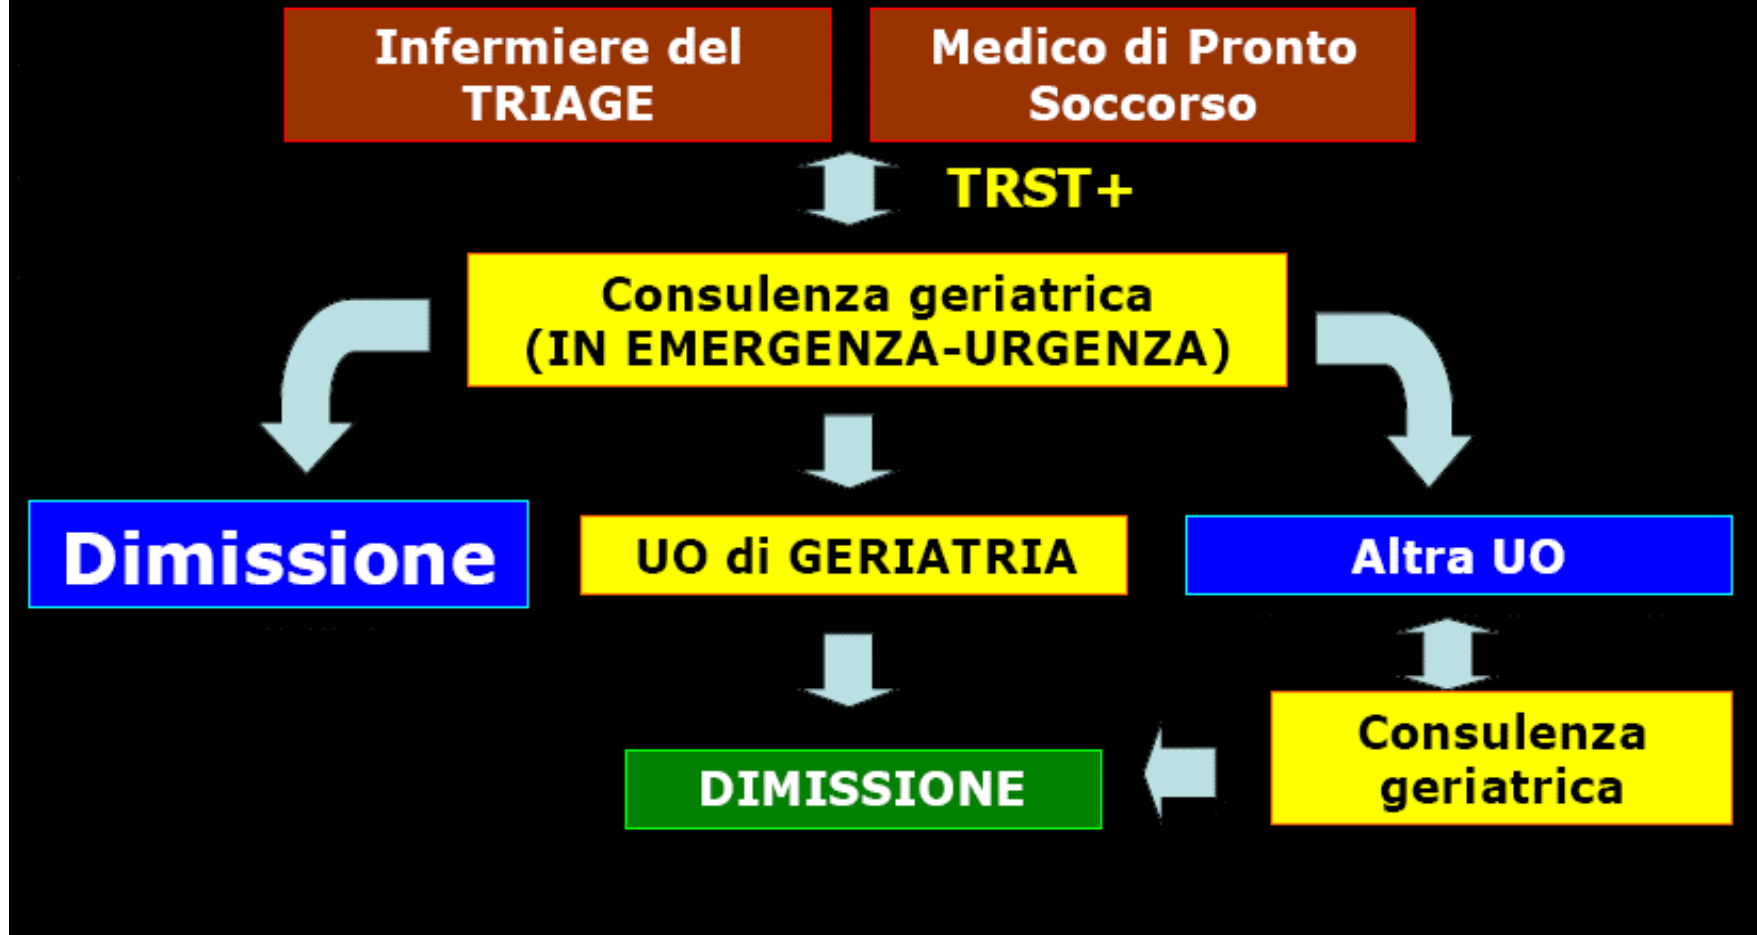 Infermiere del
TRIAGE
Medico di Pronto
Soccorso
TRST+
Consulenza geriatrica
(IN EMERGENZA-URGENZA)
Dimissione
UO di GERIATRIA
Altra UO
Consulenza
geriatrica
DIMISSIONE